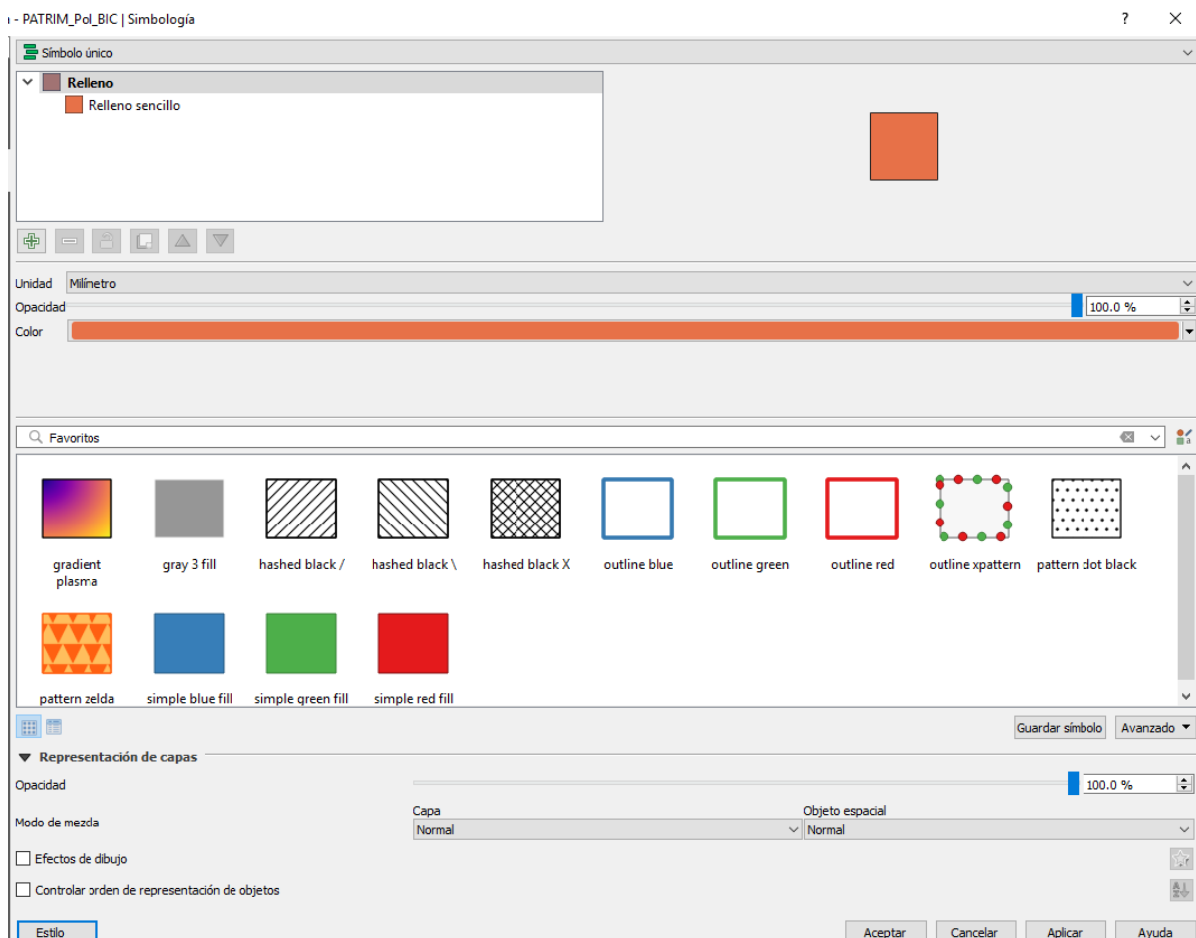 - PATRIM_Pol_BIC | Simbología
?
Símbolo único
Relleno
Relleno sencillo
Unidad Milímetro
Opacidad 100.0 %
Color
Favoritos
gradient plasma gray 3 fill hashed black / hashed black \ hashed black X outline blue outline green outline red outline xpattern pattern dot black
pattern zelda simple blue fill simple green fill simple red fill
Guardar símbolo Avanzado
Representación de capas
Opacidad 100.0 %
Capa Objeto espacial
Modo de mezcla Normal Normal
Efectos de dibujo
Controlar orden de representación de objetos
Estilo Aceptar Cancelar Aplicar Ayuda